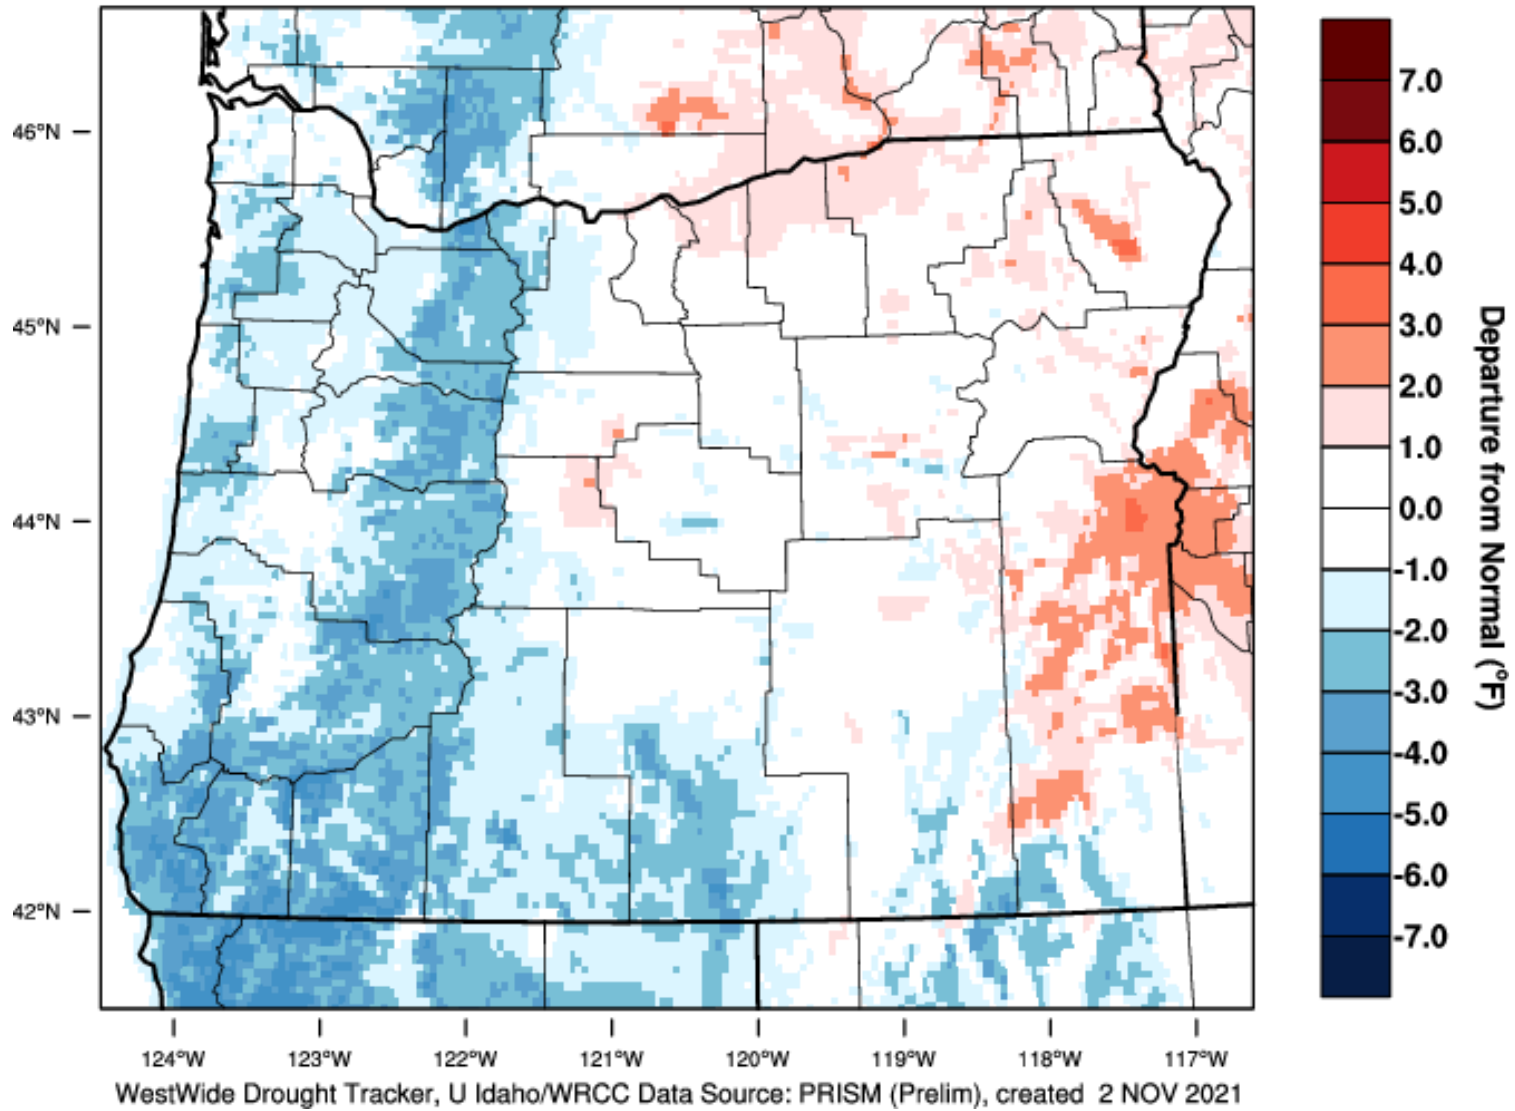 46°N
45°N
44°N
43°N
42°N
124°W 123°W 122°W 121°W 120°W 119°W 118°W 117°W
7.0
6.0
5.0
4.0
3.0
2.0
1.0
0.0
-1.0
-2.0
-3.0
-4.0
-5.0
-6.0
-7.0
Departure from Normal (°F)
WestWide Drought Tracker, U Idaho/WRCC Data Source: PRISM (Prelim), created 2 NOV 2021